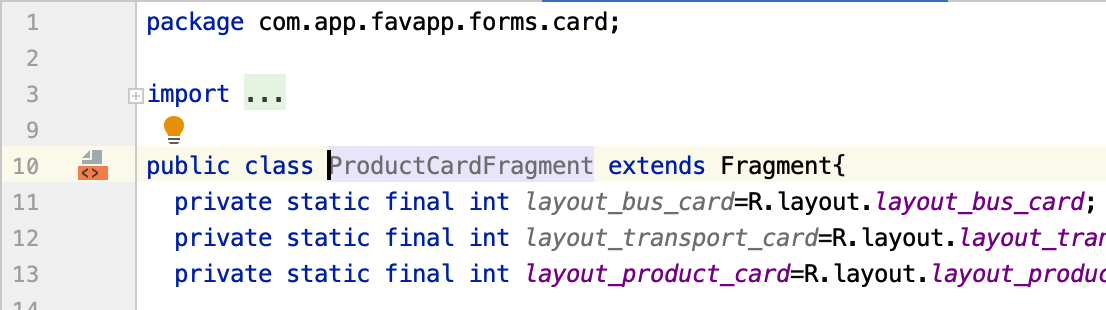 1 package com.app.favapp.forms.card;
2
3 import ...
9
10 <> public class ProductCardFragment extends Fragment{
11 private static final int layout_bus_card=R.layout.layout_bus_card;
12 private static final int layout_transport_card=R.layout.layout_tran
13 private static final int layout_product_card=R.layout.layout_produc
14